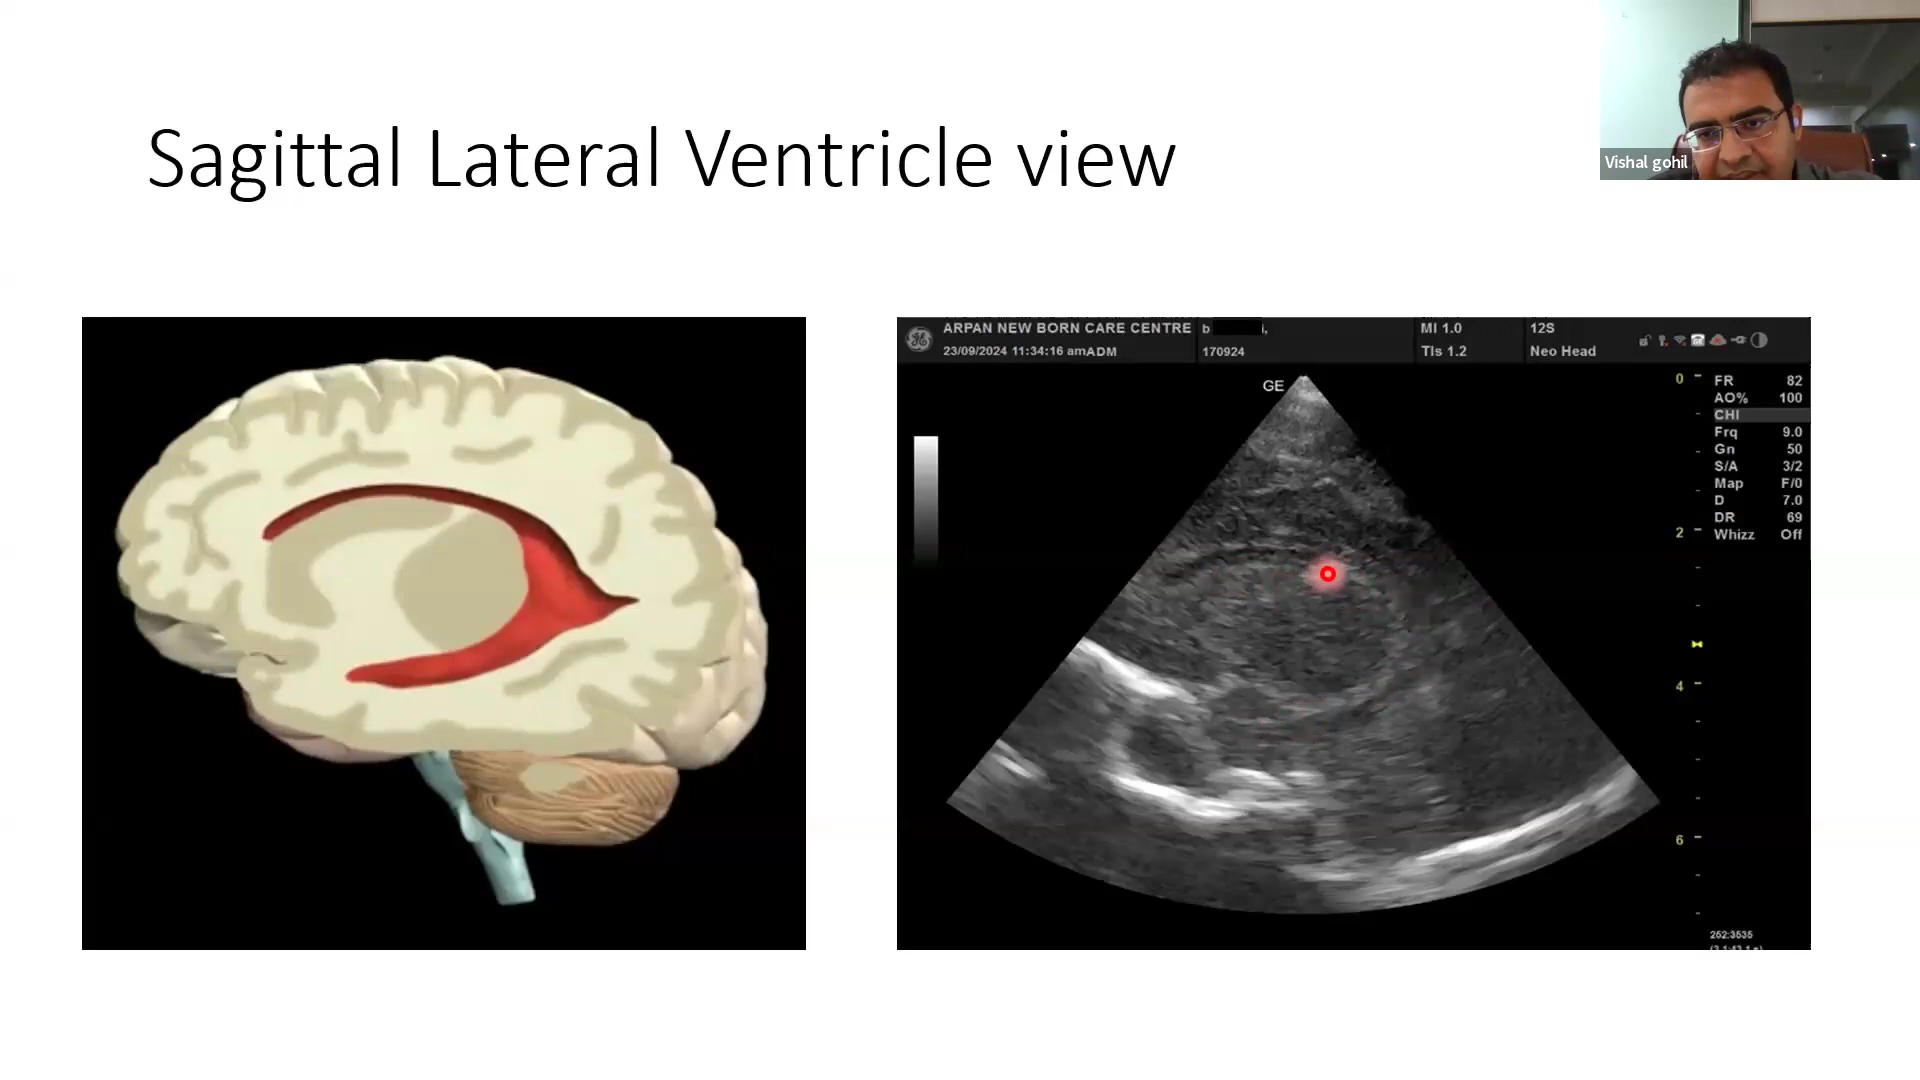 Sagittal Lateral Ventricle view
Vishal gohil
ARPAN NEW BORN CARE CENTRE
23/09/2024 11:34:16 amADM
b i,
170924
MI 1.0
TIs 1.2
12S
Neo Head
GE
0
2
4
6
FR 82
AO% 100
CHI
Frq 9.0
Gn 50
S/A 3/2
Map F/0
D 7.0
DR 69
Whizz Off
252:3535